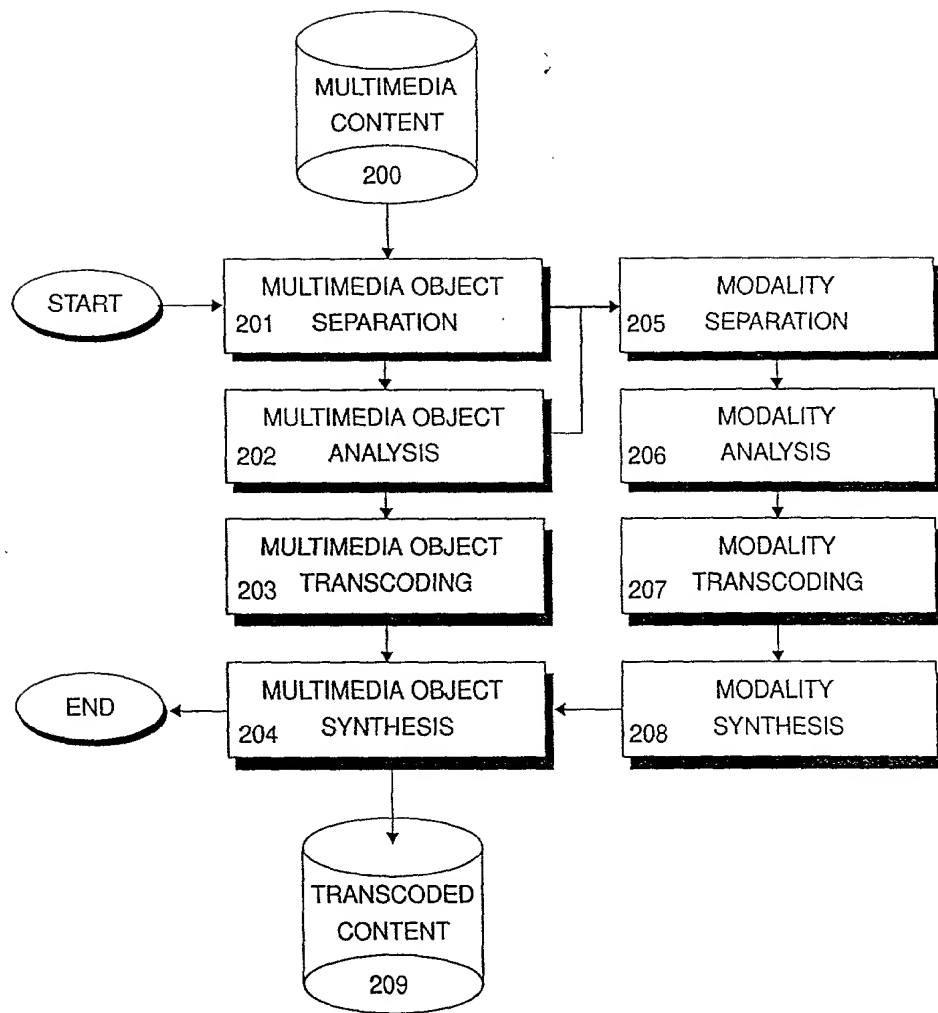 MULTIMEDIA
CONTENT
200
START
MULTIMEDIA OBJECT
201 SEPARATION
MODALITY
205 SEPARATION
MULTIMEDIA OBJECT
202 ANALYSIS
MODALITY
206 ANALYSIS
MULTIMEDIA OBJECT
203 TRANSCODING
MODALITY
207 TRANSCODING
END
MULTIMEDIA OBJECT
204 SYNTHESIS
MODALITY
208 SYNTHESIS
TRANSCODED
CONTENT
209